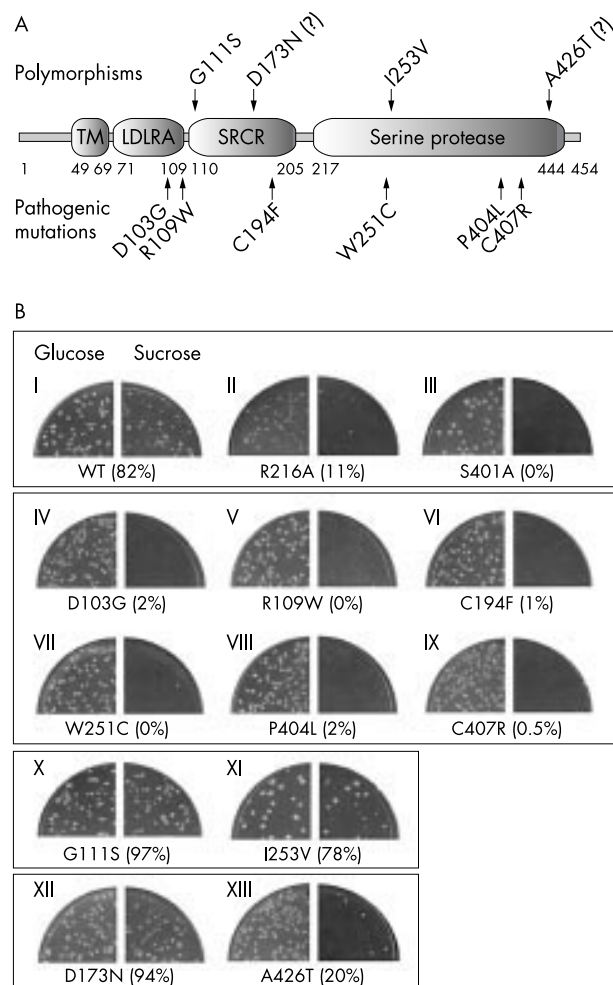 A
Polymorphisms
G111S
D173N (?)
I253V
A426T (?)
TM
LDLRA
SRCR
Serine protease
1
49
69
71
109
110
205
217
444
454
Pathogenic
mutations
D103G
R109W
C194F
W251C
P404L
C407R
B
Glucose Sucrose
I
II
III
WT (82%)
R216A (11%)
S401A (0%)
IV
V
VI
D103G (2%)
R109W (0%)
C194F (1%)
VII
VIII
IX
W251C (0%)
P404L (2%)
C407R (0.5%)
X
XI
G111S (97%)
I253V (78%)
XII
XIII
D173N (94%)
A426T (20%)